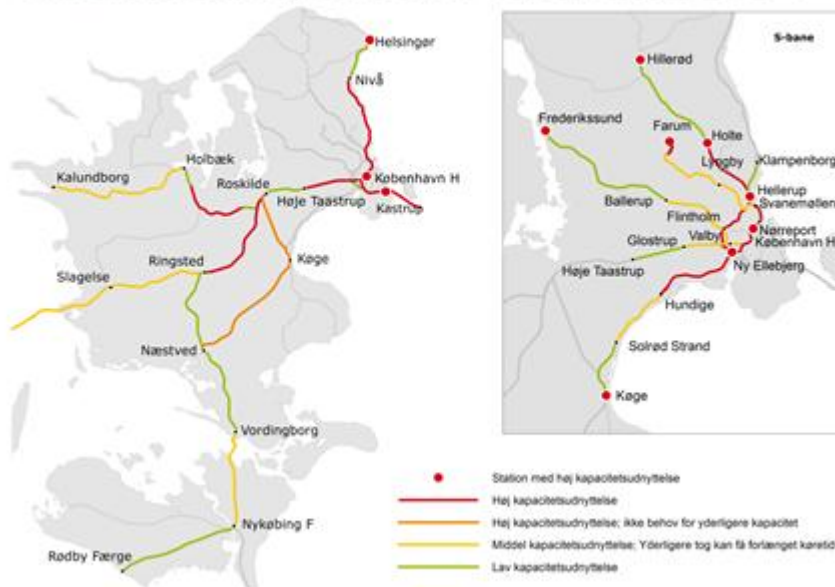 Helsingør
Nivå
København H
Kastrup
Høje Taastrup
Roskilde
Holbæk
Kalundborg
Ringsted
Køge
Slagelse
Næstved
Vordingborg
Nykøbing F
Rødby Færge
S-bane
Hillerød
Frederikssund
Farum
Holte
Lyngby
Klampenborg
Hellerup
Svanemøllen
Ballerup
Flintholm
Nørreport
Valby
København H
Glostrup
Ny Ellebjerg
Høje Taastrup
Hundige
Solrød Strand
Køge
Station med høj kapacitetsudnyttelse
Høj kapacitetsudnyttelse
Høj kapacitetsudnyttelse; ikke behov for yderligere kapacitet
Middel kapacitetsudnyttelse; Yderligere tog kan få forlænget køretid
Lav kapacitetsudnyttelse